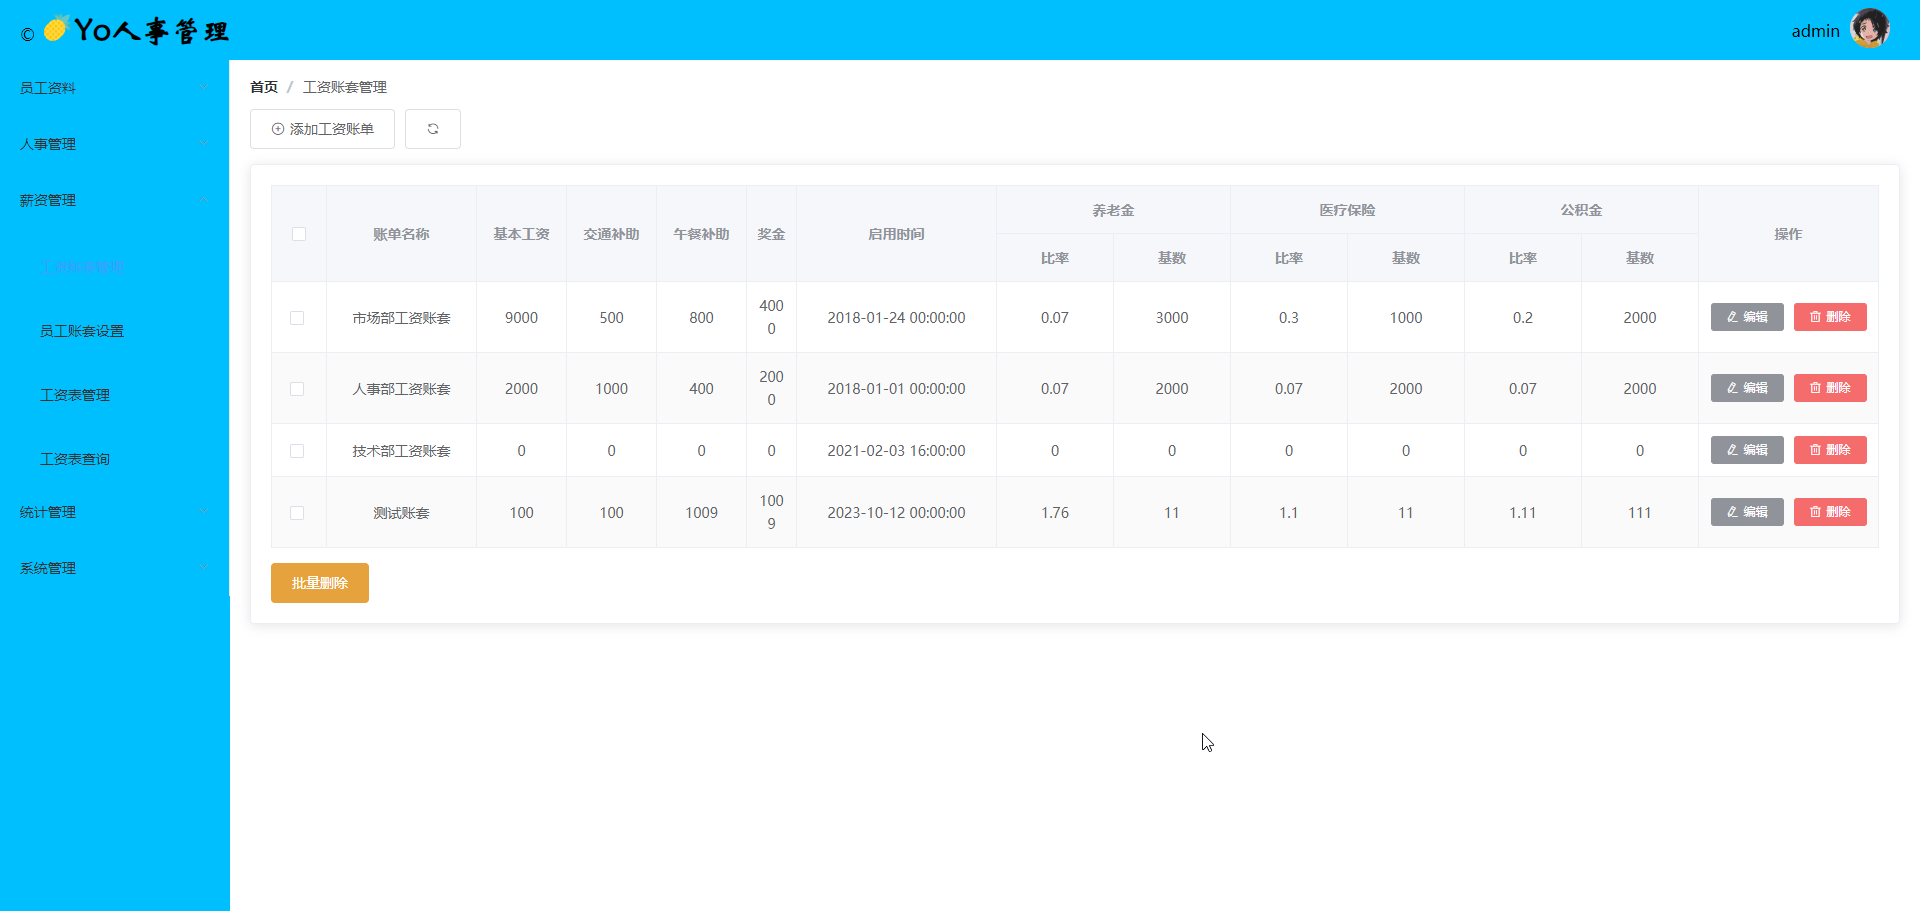 © Yo人事管理
admin
员工资料
人事管理
薪资管理
工资账套管理
员工账套设置
工资表管理
工资表查询
统计管理
系统管理
首页 / 工资账套管理
添加工资账单
账单名称 基本工资 交通补助 午餐补助 奖金 启用时间 养老金 医疗保险 公积金 操作
比率 基数 比率 基数 比率 基数
市场部工资账套 9000 500 800 4000 2018-01-24 00:00:00 0.07 3000 0.3 1000 0.2 2000 编辑 删除
人事部工资账套 2000 1000 400 2000 2018-01-01 00:00:00 0.07 2000 0.07 2000 0.07 2000 编辑 删除
技术部工资账套 0 0 0 0 2021-02-03 16:00:00 0 0 0 0 0 0 编辑 删除
测试账套 100 100 1009 1009 2023-10-12 00:00:00 1.76 11 1.1 11 1.11 111 编辑 删除
批量删除